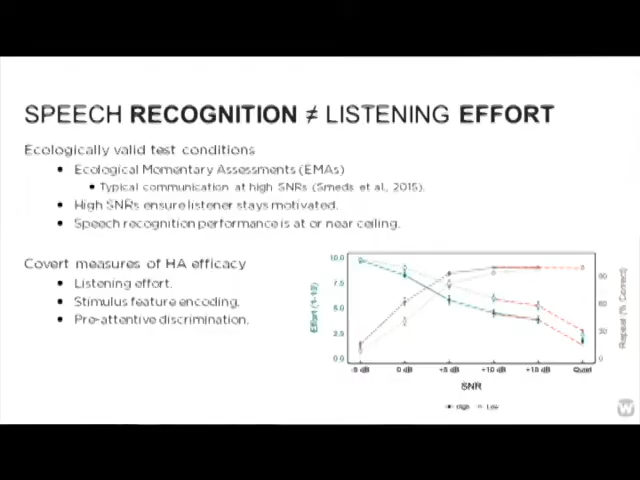 SPEECH RECOGNITION ≠ LISTENING EFFORT
Ecologically valid test conditions
• Ecological Momentary Assessments (EMAs)
• Typical communication at high SNRs (Smeds et al., 2015).
• High SNRs ensure listener stays motivated.
• Speech recognition performance is at or near ceiling.
Covert measures of HA efficacy
• Listening effort.
• Stimulus feature encoding.
• Pre-attentive discrimination.
Effort (1-10)
10.0
7.5
5.0
2.5
0.0
90
60
30
0
Repeat (% Correct)
-5 dB 0 dB +5 dB +10 dB +15 dB Quiet
SNR
High Low
W